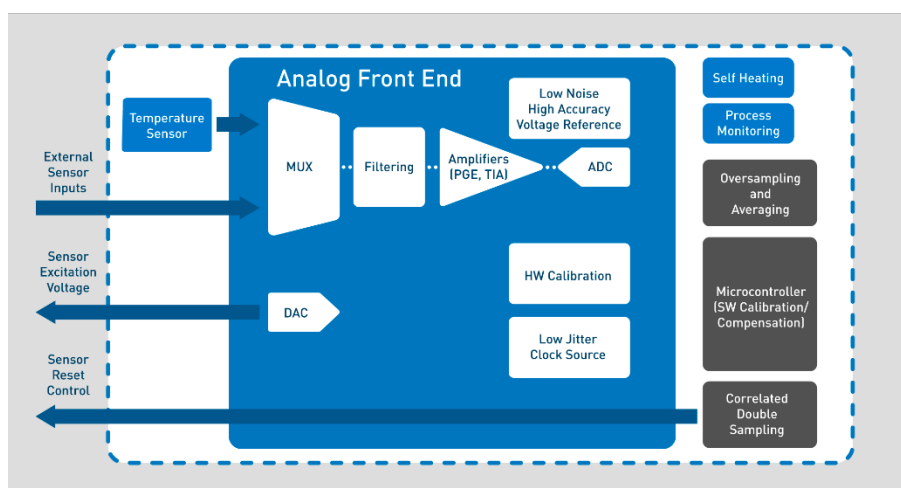 Analog Front End
Temperature
Sensor
External
Sensor
Inputs
MUX
Filtering
Amplifiers
(PGE, TIA)
Low Noise
High Accuracy
Voltage Reference
ADC
Self Heating
Process
Monitoring
Oversampling
and
Averaging
Sensor
Excitation
Voltage
DAC
HW Calibration
Low Jitter
Clock Source
Microcontroller
(SW Calibration/
Compensation)
Sensor
Reset
Control
Correlated
Double
Sampling